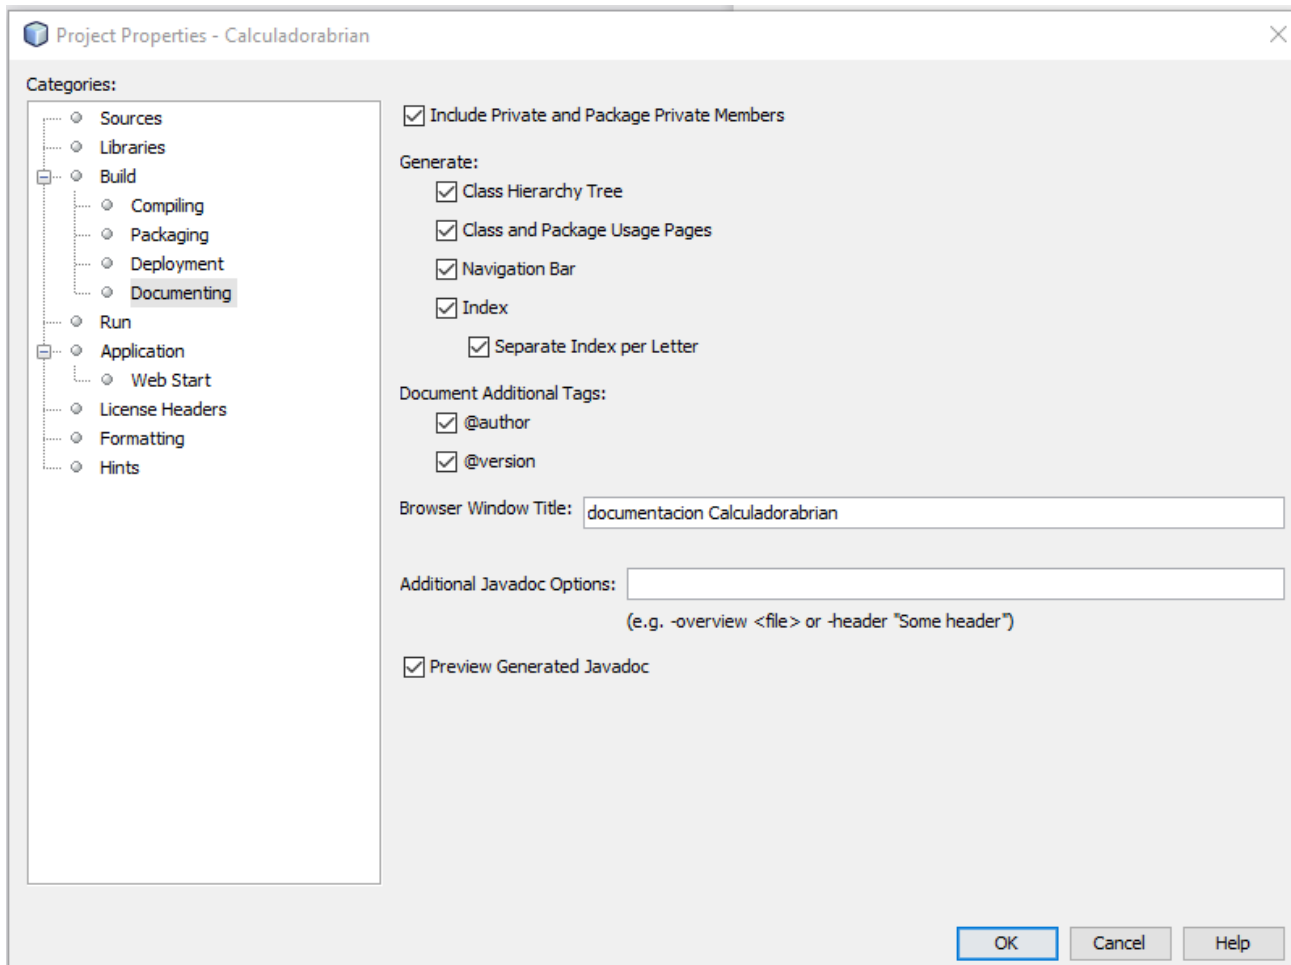 Project Properties - Calculadorabrian
Categories:
Sources
Libraries
Build
Compiling
Packaging
Deployment
Documenting
Run
Application
Web Start
License Headers
Formatting
Hints
Include Private and Package Private Members
Generate:
Class Hierarchy Tree
Class and Package Usage Pages
Navigation Bar
Index
Separate Index per Letter
Document Additional Tags:
@author
@version
Browser Window Title: documentacion Calculadorabrian
Additional Javadoc Options:
(e.g. -overview <file> or -header "Some header")
Preview Generated Javadoc
OK Cancel Help